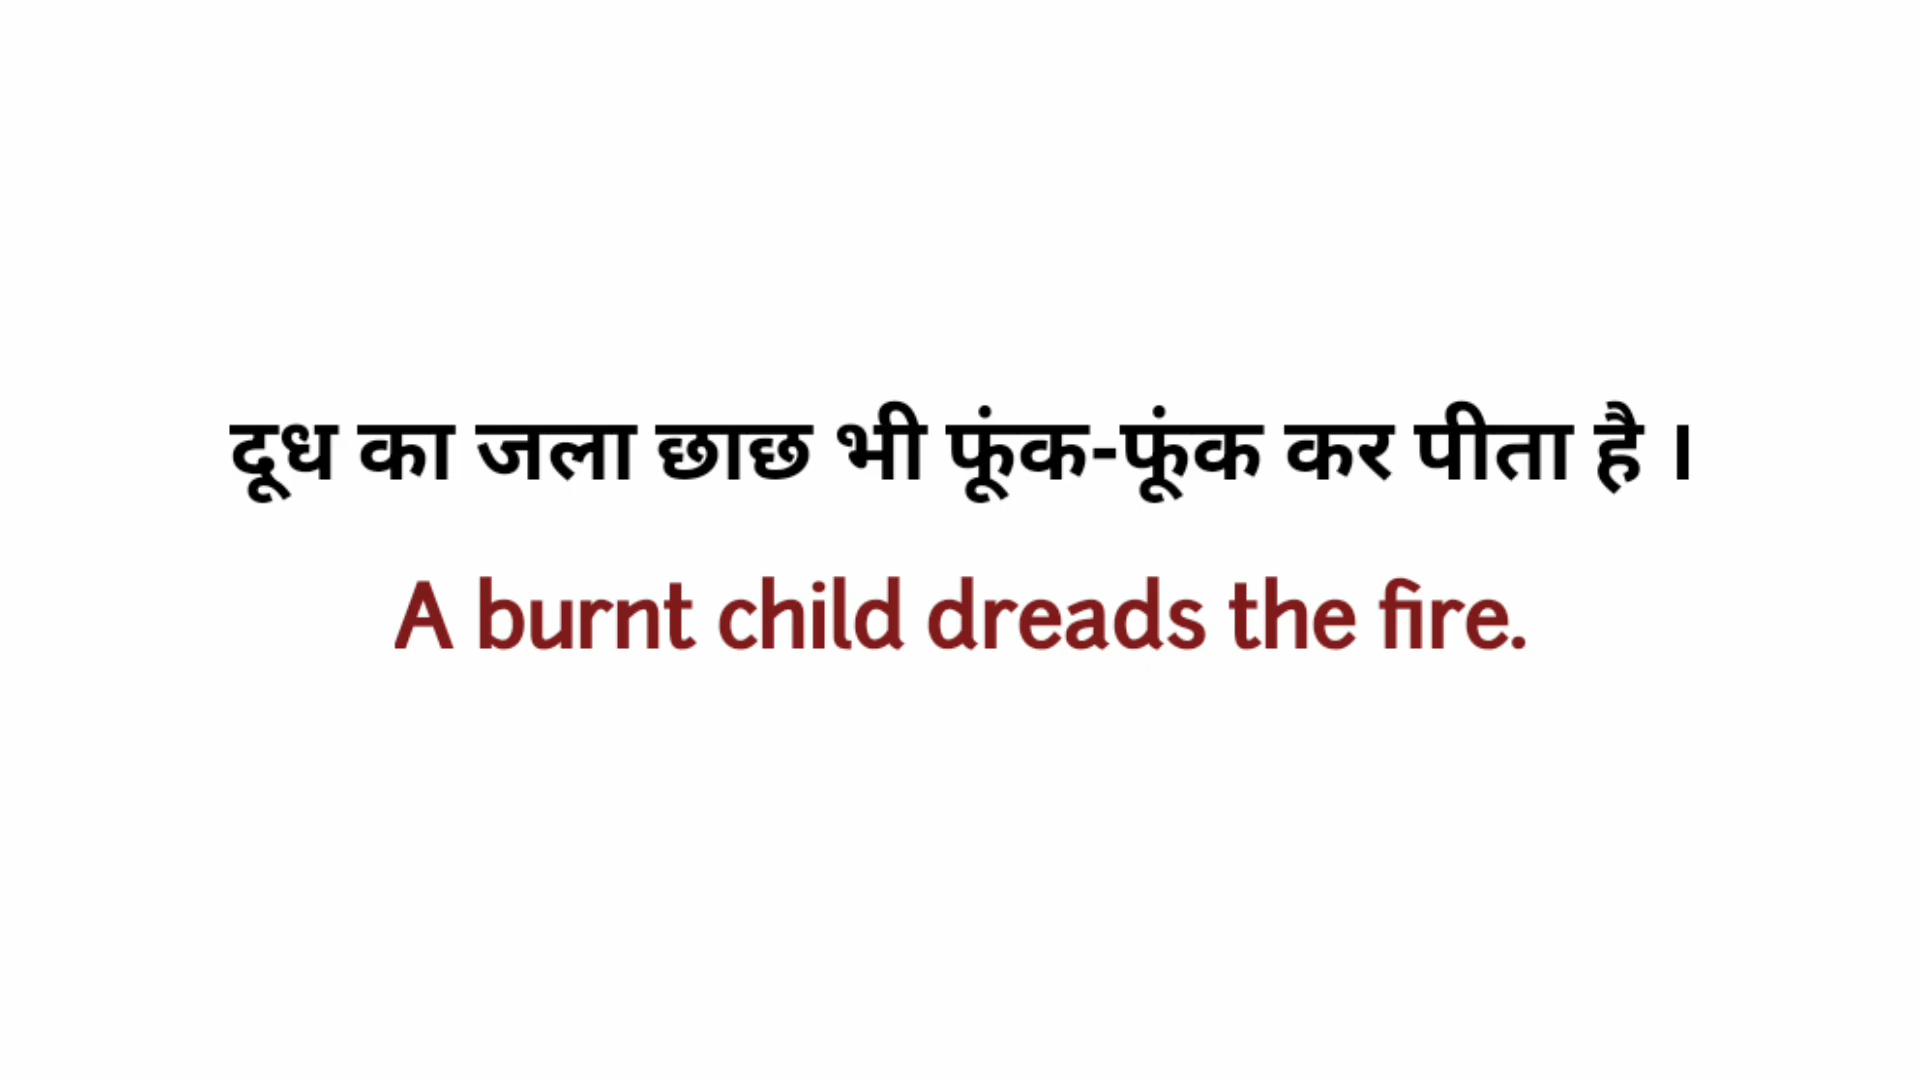 दूध का जला छाछ भी फूंक-फूंक कर पीता है ।
A burnt child dreads the fire.